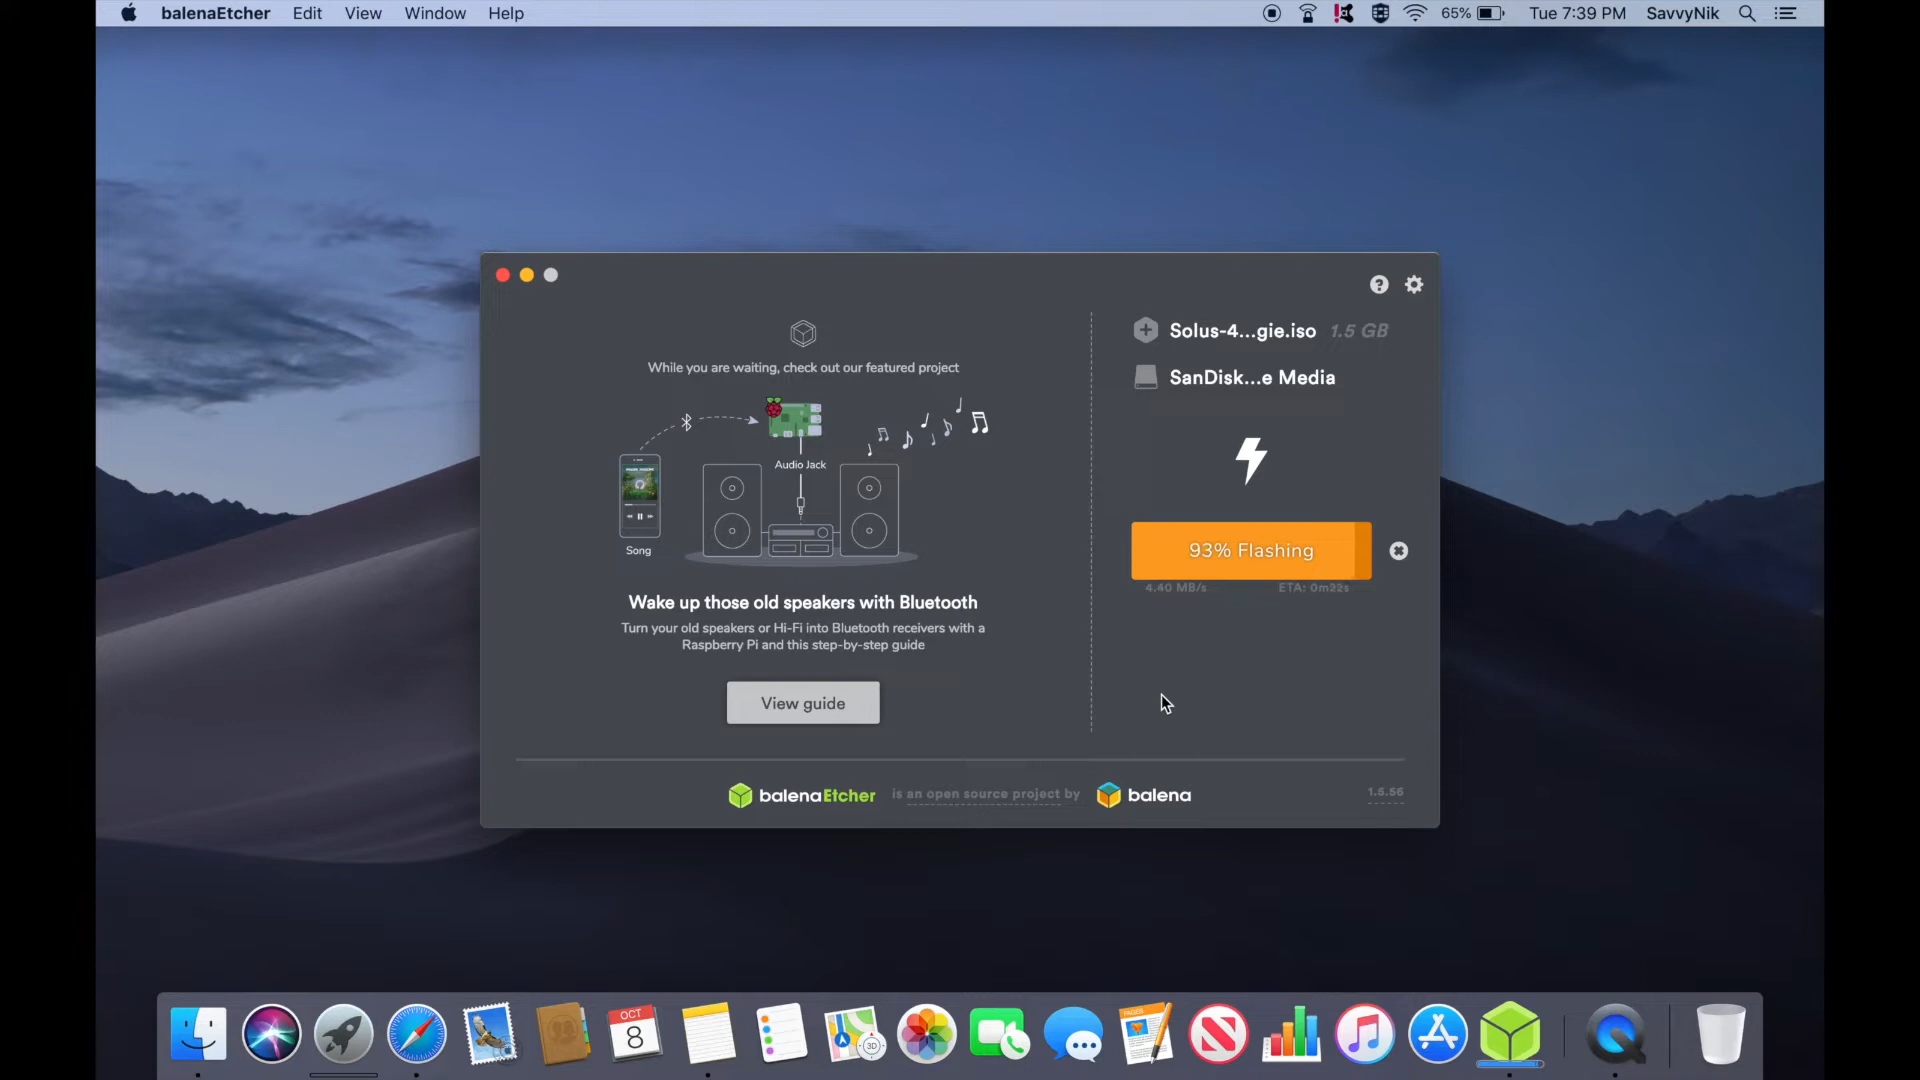 balenaEtcher Edit View Window Help 65% Tue 7:39 PM SavvyNik
While you are waiting, check out our featured project
Audio Jack
Song
Wake up those old speakers with Bluetooth
Turn your old speakers or Hi-Fi into Bluetooth receivers with a
Raspberry Pi and this step-by-step guide
View guide
Solus-4...gie.iso 1.5 GB
SanDisk...e Media
93% Flashing
4.40 MB/s ETA: 0m22s
balenaEtcher is an open source project by balena 1.5.56
OCT
8
3D
PAGES